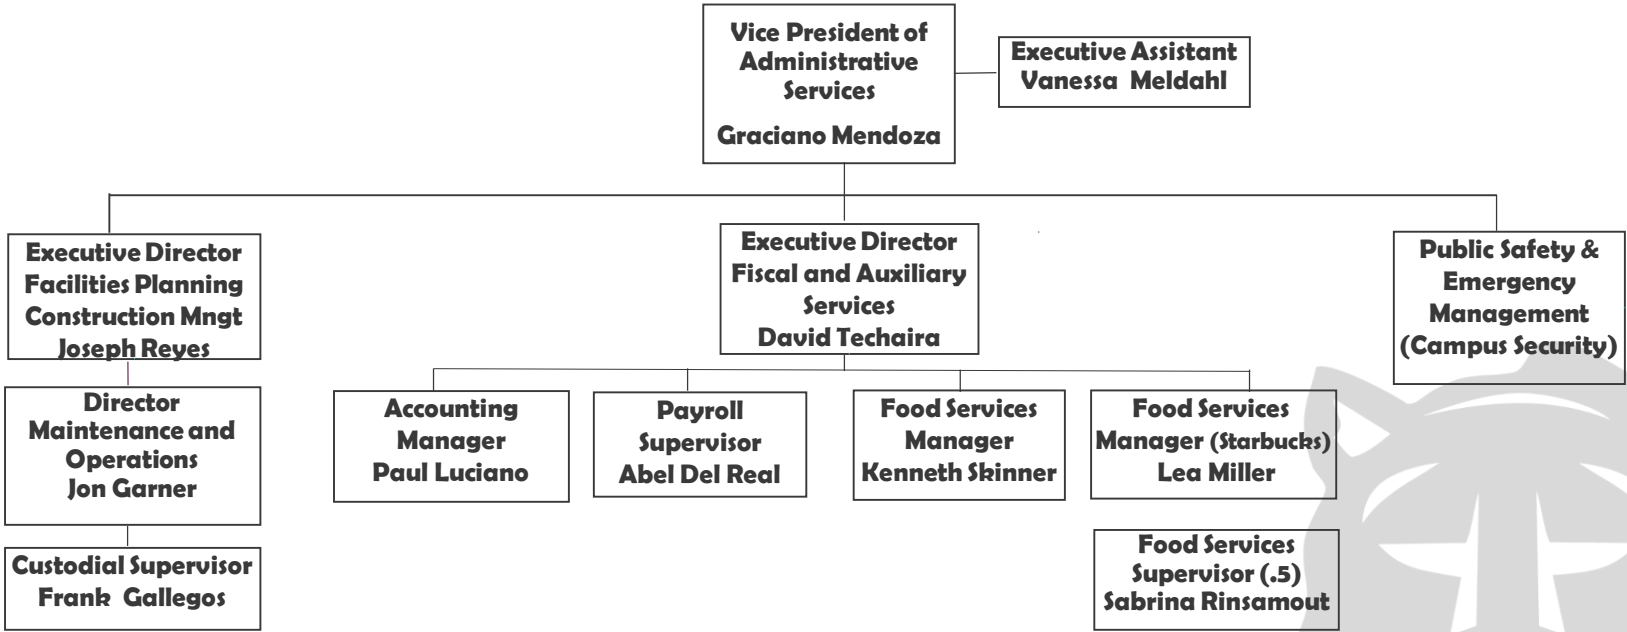 Vice President of
Administrative
Services
Graciano Mendoza
Executive Assistant
Vanessa Meldahl
Executive Director
Facilities Planning
Construction Mngt
Joseph Reyes
Executive Director
Fiscal and Auxiliary
Services
David Techaira
Public Safety &
Emergency
Management
(Campus Security)
Director
Maintenance and
Operations
Jon Garner
Accounting
Manager
Paul Luciano
Payroll
Supervisor
Abel Del Real
Food Services
Manager
Kenneth Skinner
Food Services
Manager (Starbucks)
Lea Miller
Custodial Supervisor
Frank Gallegos
Food Services
Supervisor (.5)
Sabrina Rinsamout